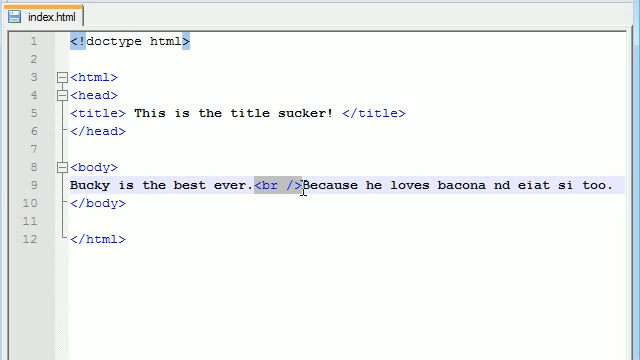 index.html
1 <!doctype html>
2
3 <html>
4 <head>
5 <title> This is the title sucker! </title>
6 </head>
7
8 <body>
9 Bucky is the best ever.<br />Because he loves bacona nd eiat si too.
10 </body>
11
12 </html>